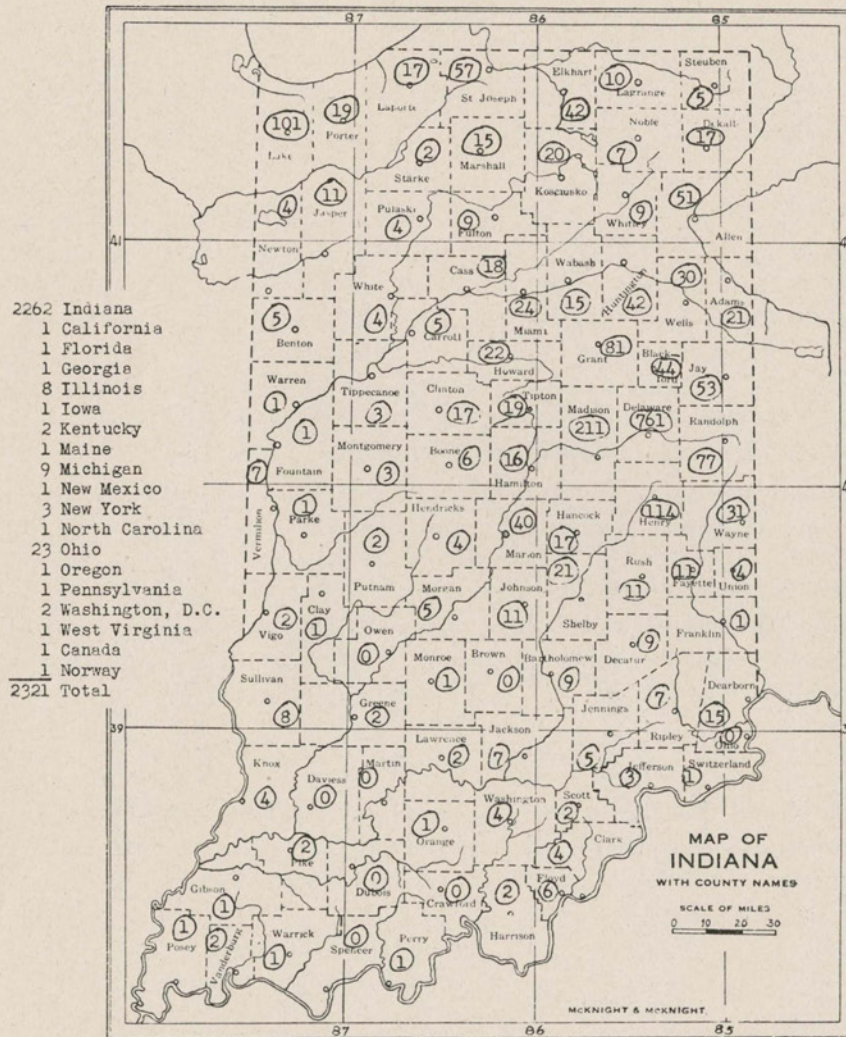 87 86 85
17 57 Elkhart 10 Steuben
Laporte St Joseph Lagrange 5
101 19 42 Noble Dekalb
Lake Porter 15 17
2 Marshall 20 7
Starke Kosciusko
4 11 51
Jasper Pulaski 9 9
4 Fulton Whitley Allen
41 41
Newton Cass 18 Wabash 30
White Huntington
2262 Indiana
1 California
1 Florida
1 Georgia
8 Illinois
1 Iowa
2 Kentucky
1 Maine
9 Michigan
1 New Mexico
3 New York
1 North Carolina
23 Ohio
1 Oregon
1 Pennsylvania
2 Washington, D.C.
1 West Virginia
1 Canada
1 Norway
2321 Total
5 4 5 24 15 42 Adams
Benton Carroll Miami Wells 21
22 81
Howard Grant Blackford 44 Jay
Warren Tippecanoe Clinton Tipton 53
1 3 17 19 Madison Delaware
1 211 761 Randolph
Montgomery Boone 6 16 77
7 Fountain 3 Hamilton 4
1 Hendricks Hancock 114 31
Parke 40 Henry Wayne
Vermilion 2 4 Marion 17
21 Rush 11 4
Putnam Morgan Johnson 11 Fayette Union
Clay 5 11 Shelby
2 1 Owen 9 Franklin 1
Vigo 0 Monroe Brown Bartholomew Decatur
Sullivan 1 0 9 Dearborn
8 Greene Jennings 7 15
2 Jackson Ripley 0
39 39
Lawrence Ohio
Knox Martin 2 7 5 Jefferson Switzerland
Daviess 0 3 1
4 0 Washington Scott
1 4 2 Clark
2 Orange 4
Pike
0 0 2 Floyd
Gibson Dubois Crawford 6
1 Harrison
1 2 Warrick 0 Perry
Posey Vanderburg 1 Spencer 1
MAP OF
INDIANA
WITH COUNTY NAMES
SCALE OF MILES
0 10 20 30
McKNIGHT & McKNIGHT
87 86 85